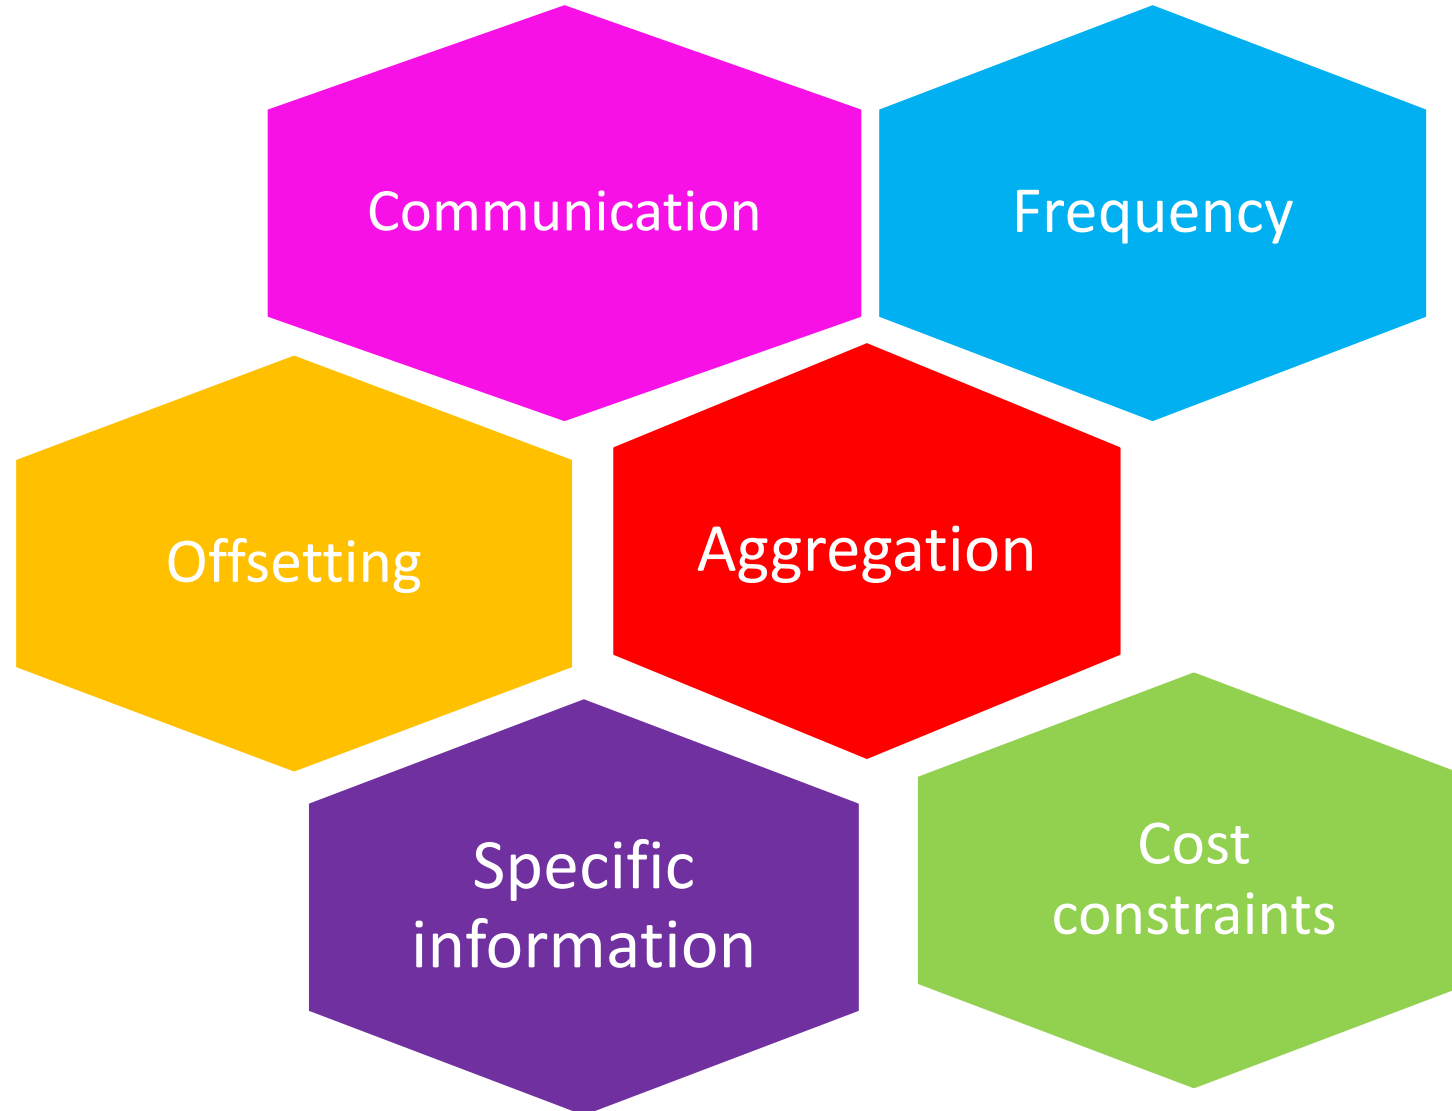 Communication
Frequency
Offsetting
Aggregation
Specific
information
Cost
constraints